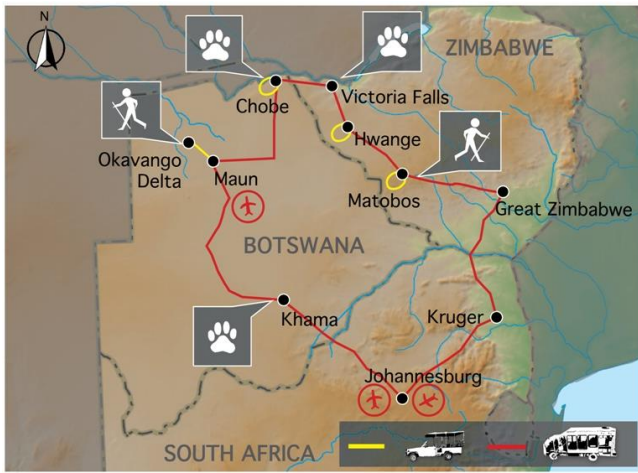 N
ZIMBABWE
Chobe
Victoria Falls
Hwange
Okavango
Delta
Maun
Matobos
Great Zimbabwe
BOTSWANA
Khama
Kruger
Johannesburg
SOUTH AFRICA